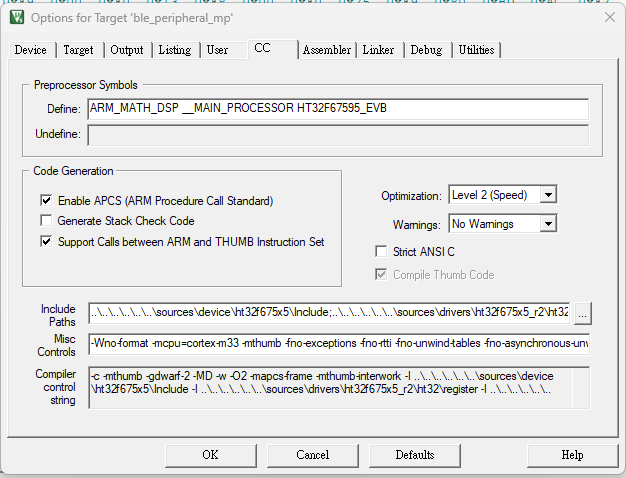 Options for Target 'ble_peripheral_mp'
Device Target Output Listing User CC Assembler Linker Debug Utilities
Preprocessor Symbols
Define: ARM_MATH_DSP __MAIN_PROCESSOR HT32F67595_EVB
Undefine:
Code Generation
Enable APCS (ARM Procedure Call Standard)
Generate Stack Check Code
Support Calls between ARM and THUMB Instruction Set
Optimization: Level 2 (Speed)
Warnings: No Warnings
Strict ANSI C
Compile Thumb Code
Include Paths ..\..\..\..\..\..\sources\device\ht32f675x5\Include;..\..\..\..\..\..\sources\drivers\ht32f675x5_r2\ht32 ...
Misc Controls -Wno-format -mcpu=cortex-m33 -mthumb -fno-exceptions -fno-rtti -fno-unwind-tables -fno-asynchronous-unw
Compiler control string -c -mthumb -gdwarf-2 -MD -w -O2 -mapcs-frame -mthumb-interwork -I ..\..\..\..\..\..\sources\device
\ht32f675x5\Include -I ..\..\..\..\..\..\sources\drivers\ht32f675x5_r2\ht32\register -I ..\..\..\..\..\..
OK Cancel Defaults Help